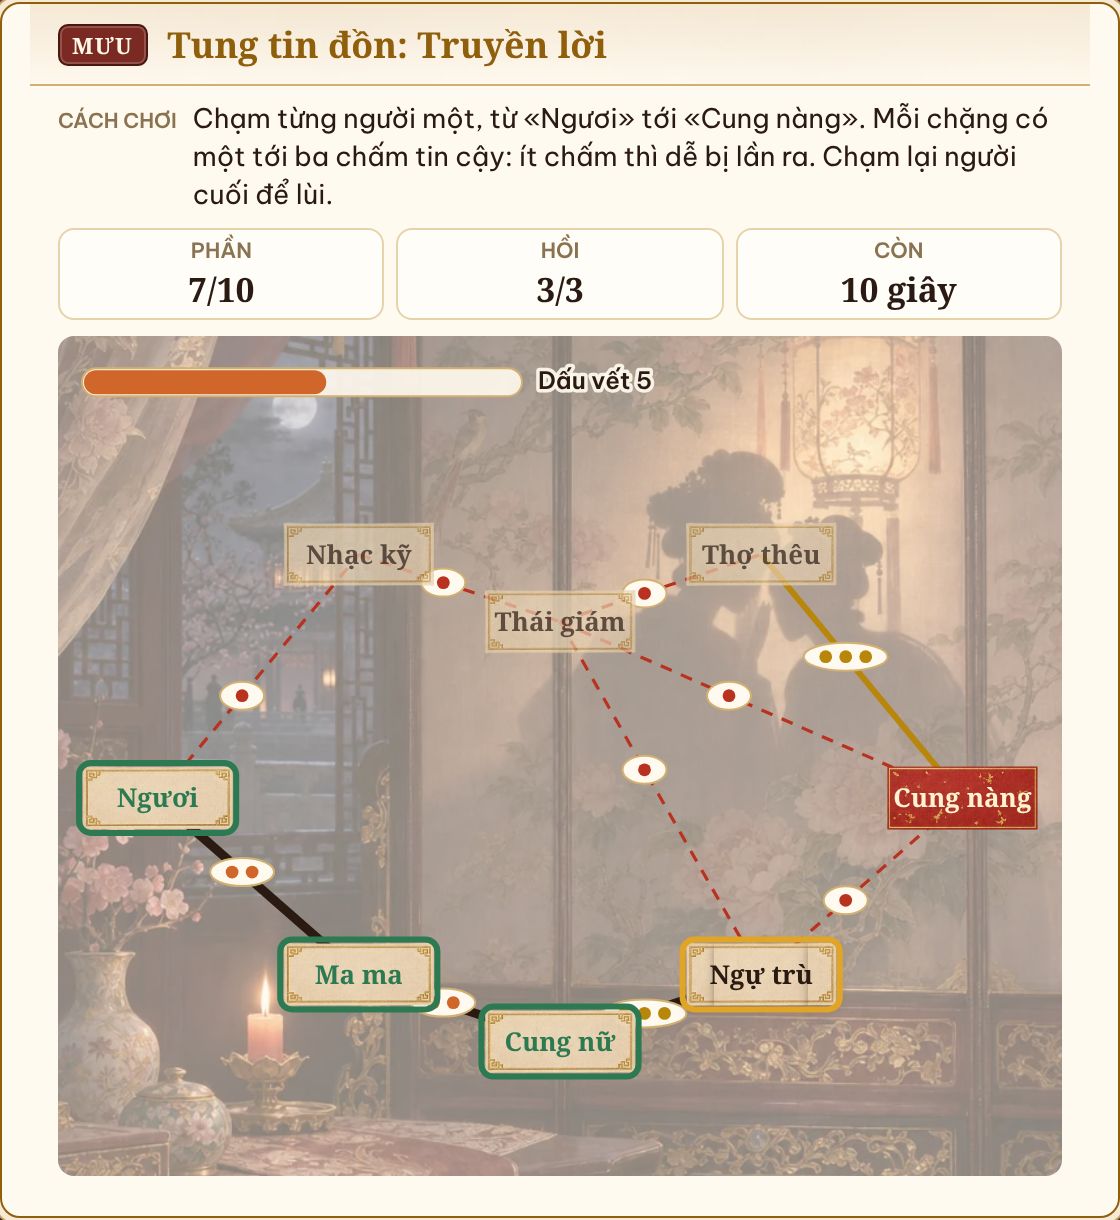 MƯU Tung tin đồn: Truyền lời
CÁCH CHƠI Chạm từng người một, từ «Ngươi» tới «Cung nàng». Mỗi chặng có
một tới ba chấm tin cậy: ít chấm thì dễ bị lần ra. Chạm lại người
cuối để lùi.
PHẦN
7/10
HỒI
3/3
CÒN
10 giây
Dấu vết 5
Nhạc kỹ
Thợ thêu
Thái giám
Ngươi
Cung nàng
Ma ma
Ngự trù
Cung nữ